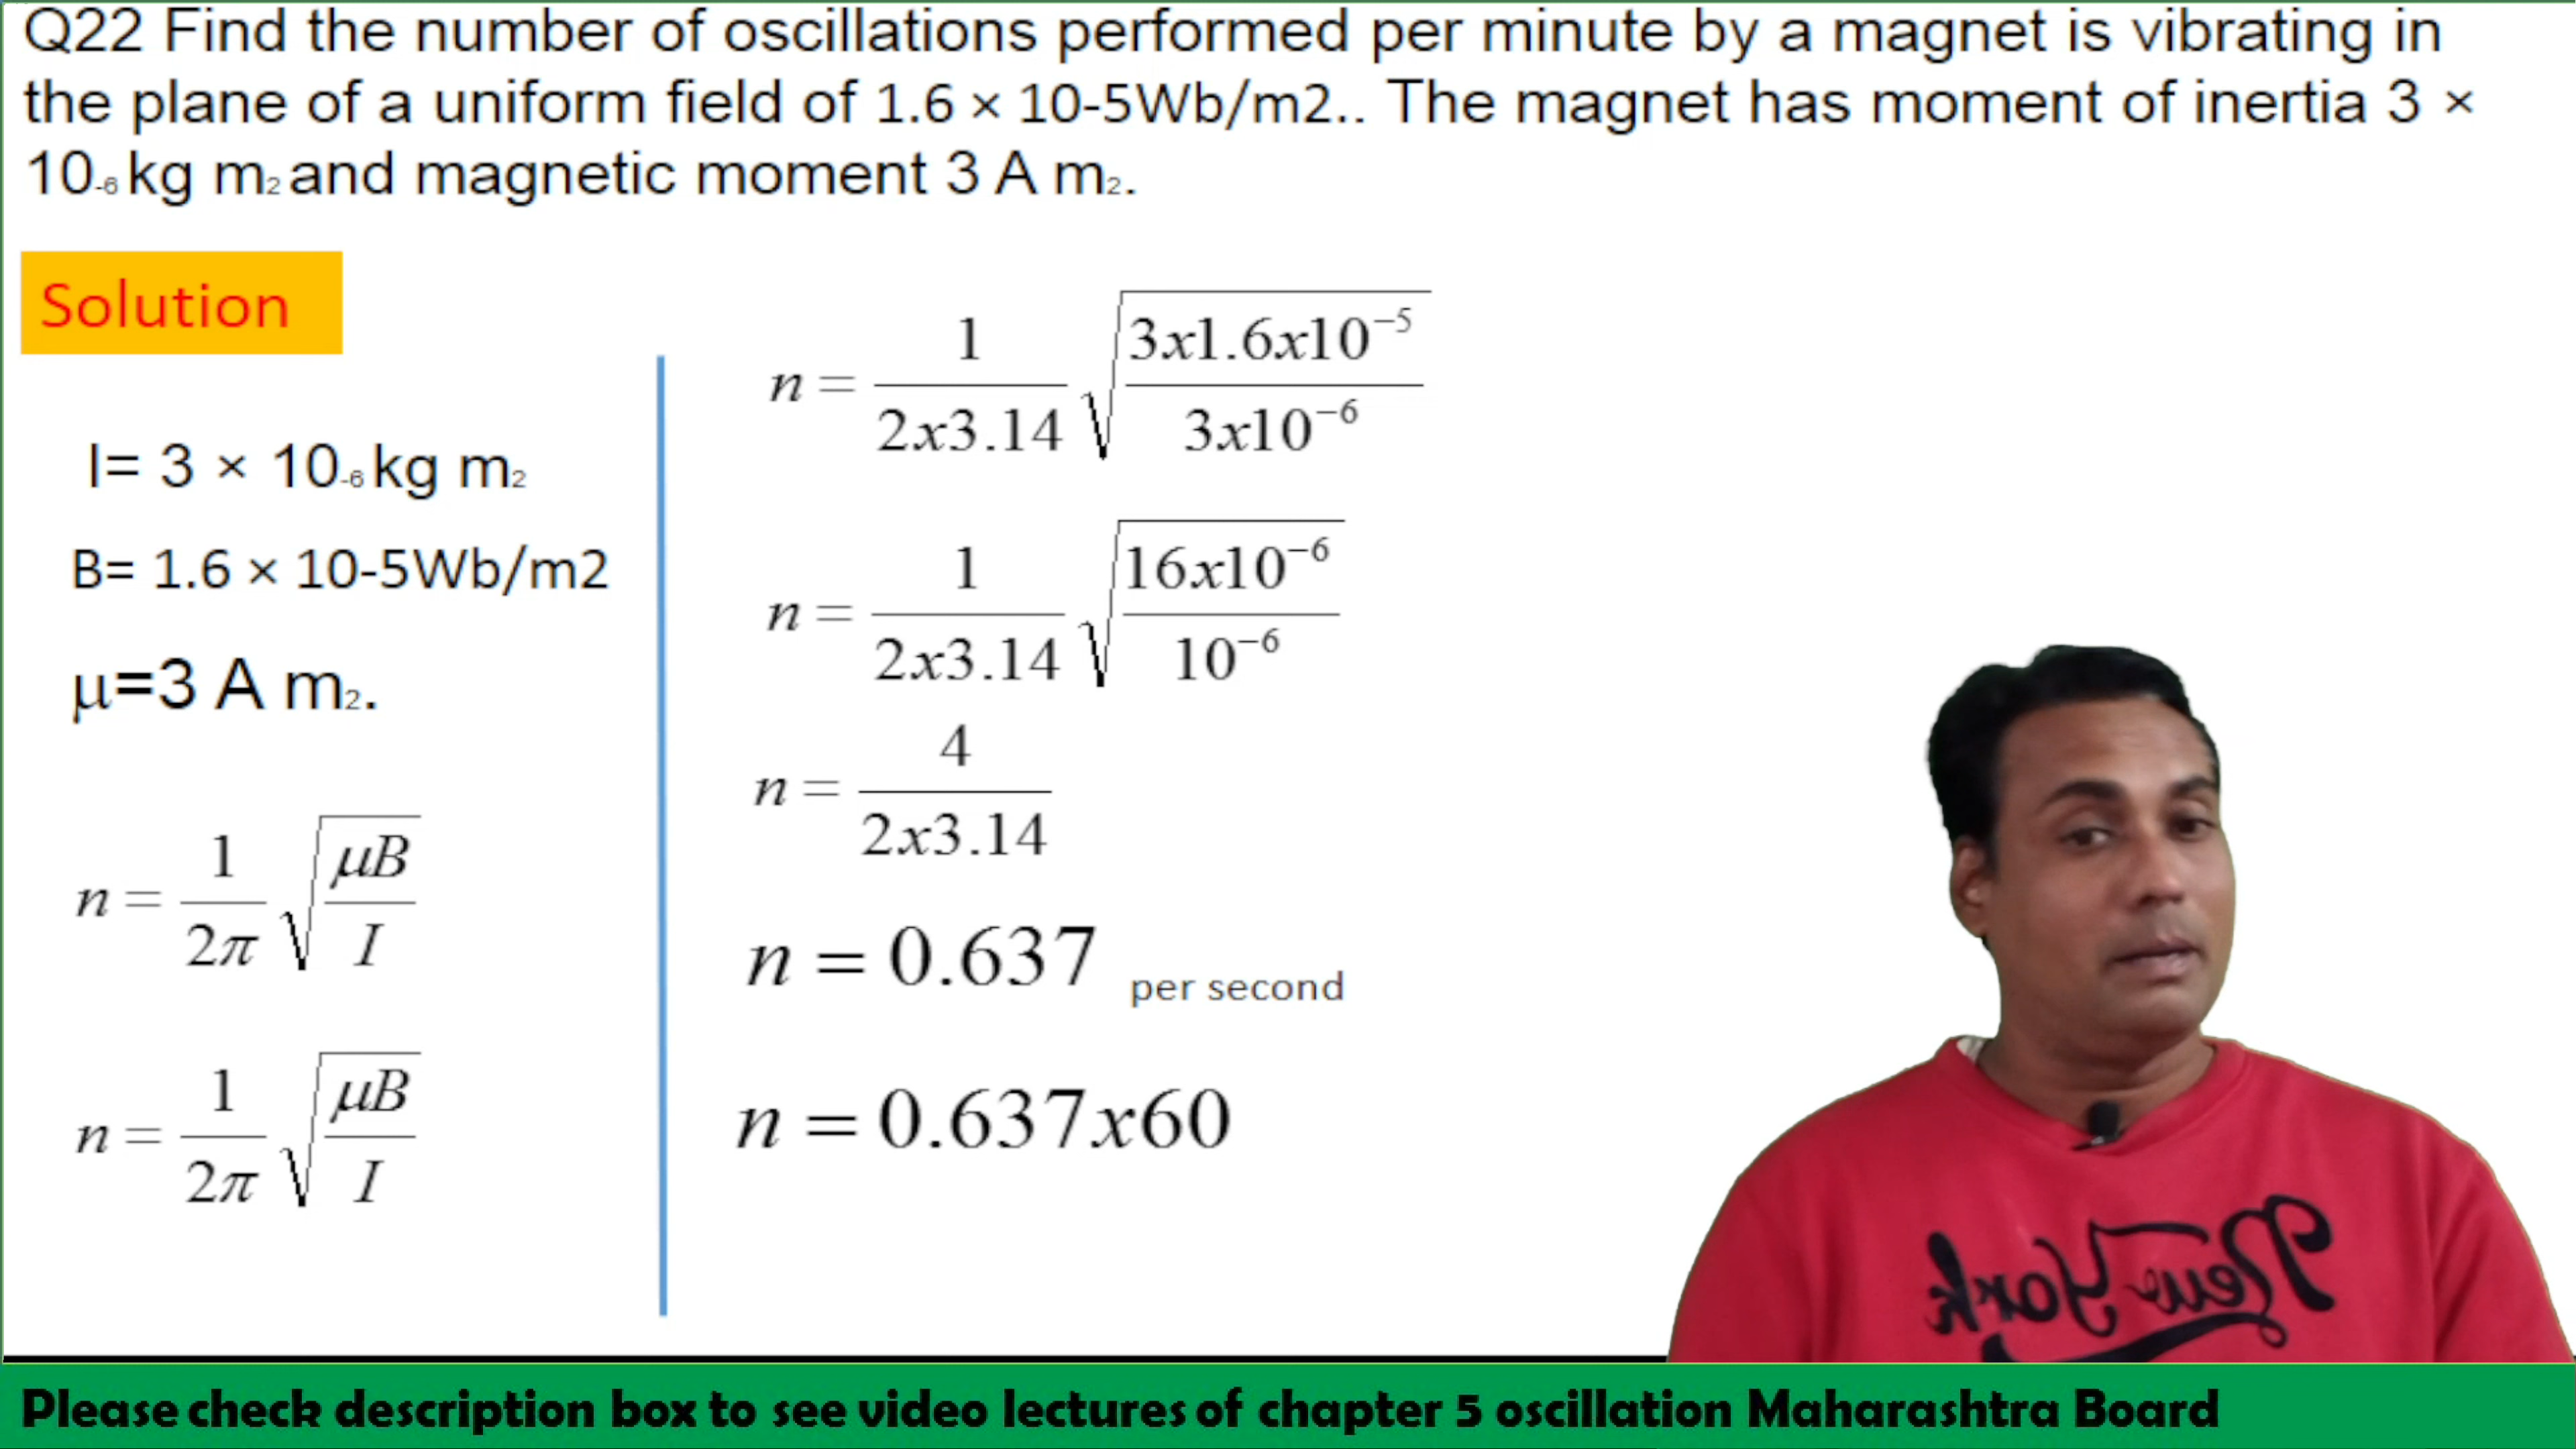 Q22 Find the number of oscillations performed per minute by a magnet is vibrating in
the plane of a uniform field of 1.6 × 10-5Wb/m2.. The magnet has moment of inertia 3 ×
10-6 kg m2 and magnetic moment 3 A m2.
Solution
I= 3 × 10-6 kg m2
B= 1.6 × 10-5Wb/m2
μ=3 A m2.
n = 1/2π √(μB/I)
n = 1/2π √(μB/I)
n = 1/2x3.14 √(3x1.6x10⁻⁵/3x10⁻⁶)
n = 1/2x3.14 √(16x10⁻⁶/10⁻⁶)
n = 4/2x3.14
n = 0.637 per second
n = 0.637x60
New York
Please check description box to see video lectures of chapter 5 oscillation Maharashtra Board